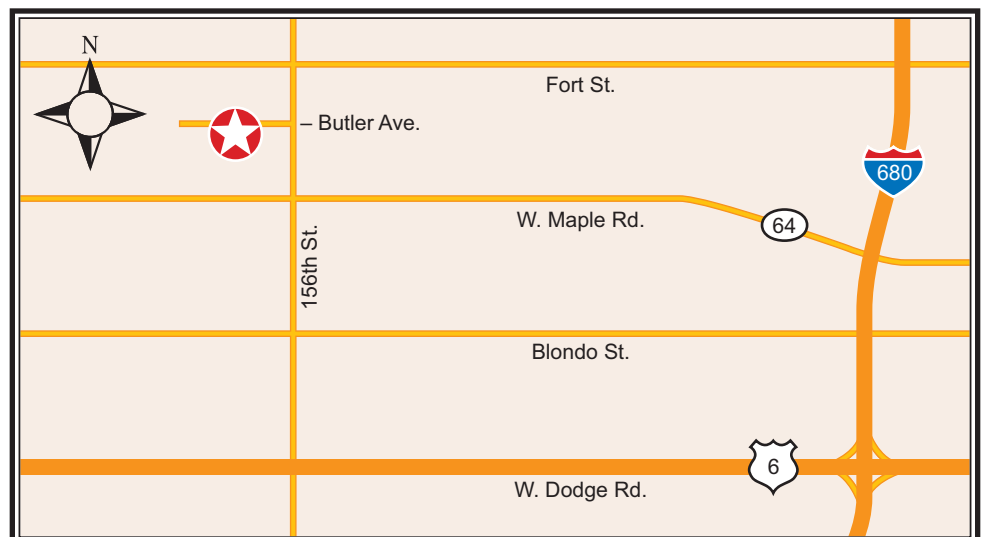 N
Fort St.
– Butler Ave.
680
W. Maple Rd.
64
156th St.
Blondo St.
6
W. Dodge Rd.